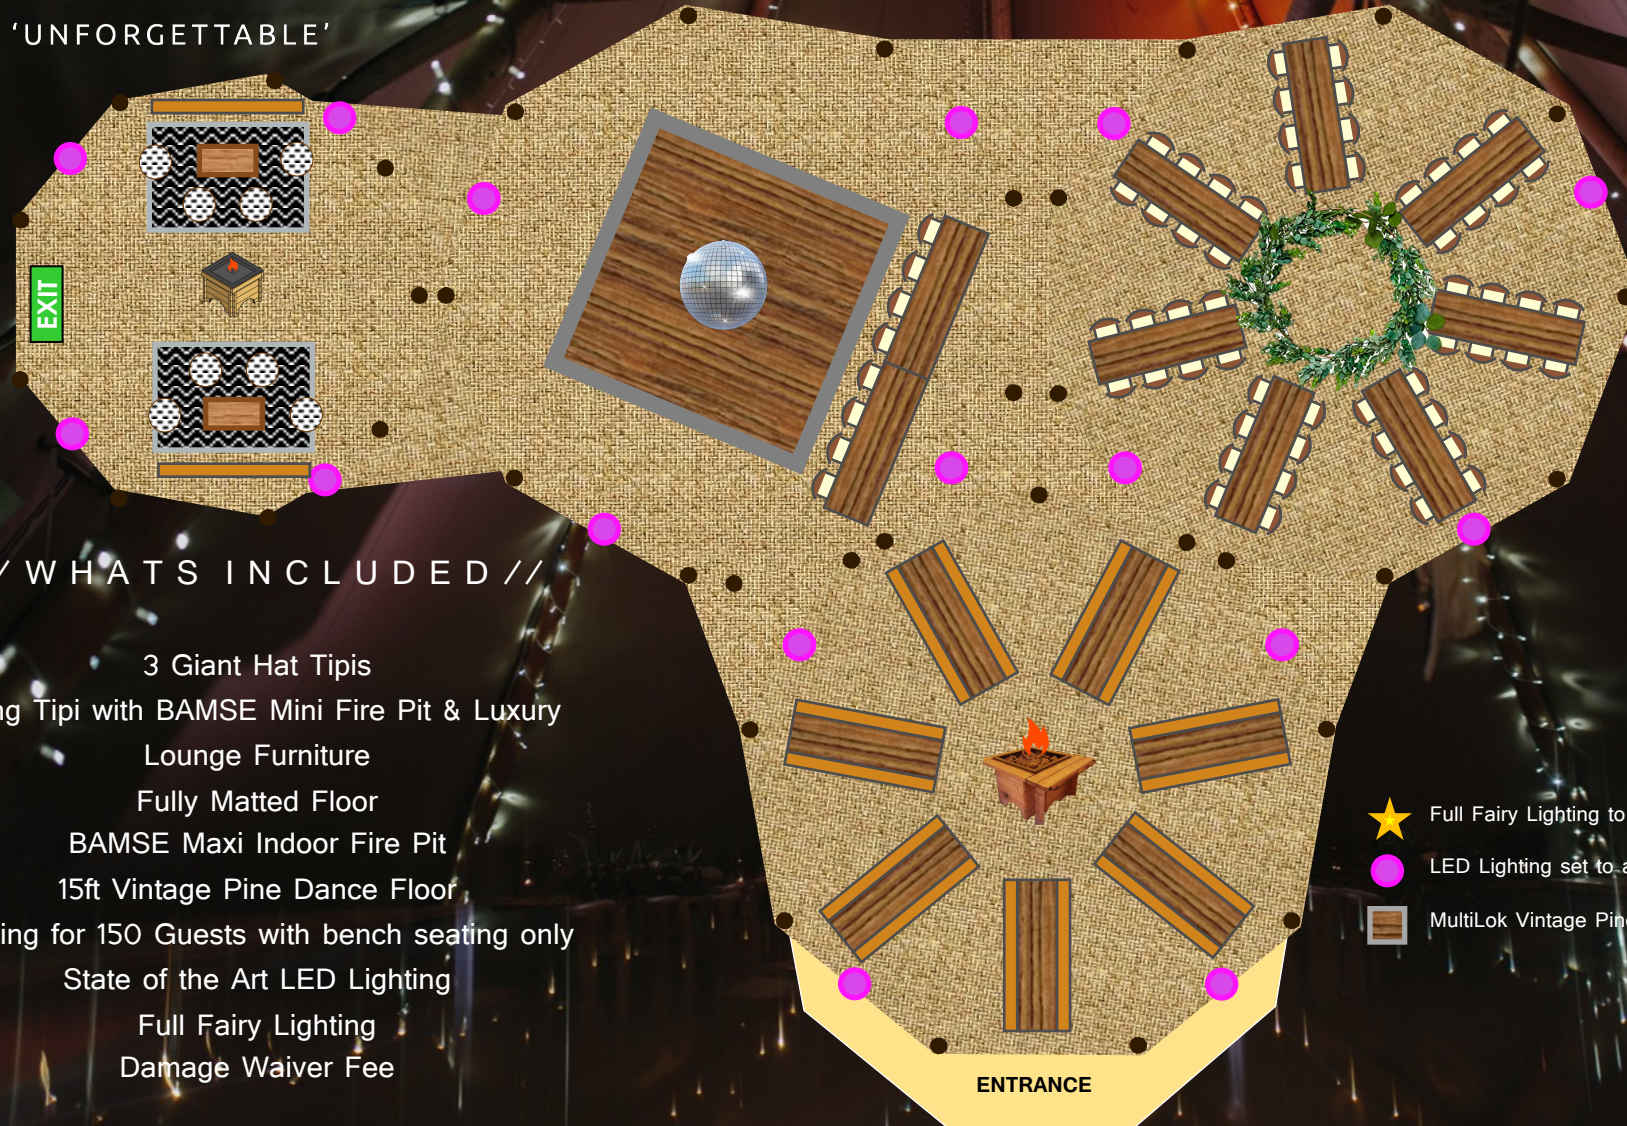 ‘UNFORGETTABLE’
EXIT
/ WHATS INCLUDED //
3 Giant Hat Tipis
Tipi with BAMSE Mini Fire Pit & Luxury
Lounge Furniture
Fully Matted Floor
BAMSE Maxi Indoor Fire Pit
15ft Vintage Pine Dance Floor
for 150 Guests with bench seating only
State of the Art LED Lighting
Full Fairy Lighting
Damage Waiver Fee
Full Fairy Lighting to
LED Lighting set to
MultiLok Vintage
ENTRANCE